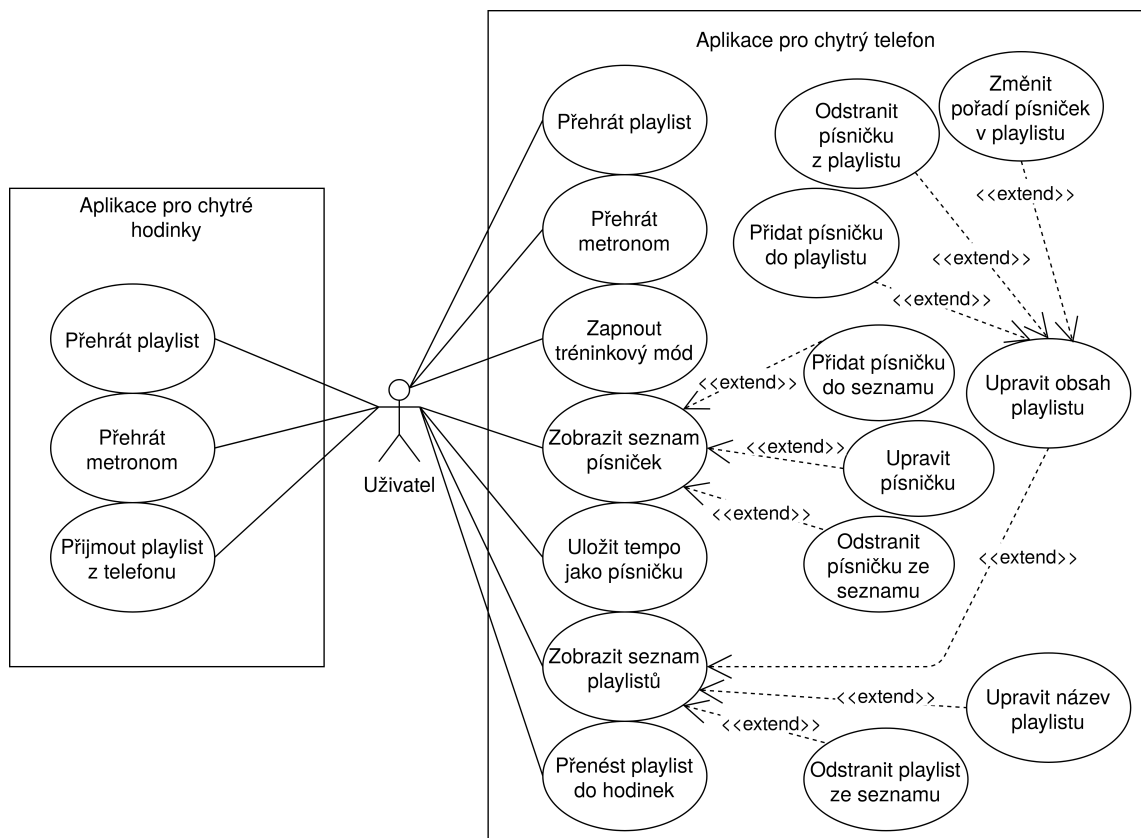 Aplikace pro chytrý telefon
Přehrát playlist
Odstranit
písničku
z playlistu
Změnit
pořadí písniček
v playlistu
<<extend>>
Aplikace pro chytré
hodinky
Přehrát
metronom
Přidat písničku
do playlistu
<<extend>>
<<extend>>
Přehrát playlist
Zapnout
tréninkový mód
Přidat písničku
do seznamu
<<extend>>
Upravit obsah
playlistu
Přehrát
metronom
Uživatel
Zobrazit seznam
písniček
<<extend>>
Upravit
písničku
<<extend>>
Přijmout playlist
z telefonu
Uložit tempo
jako písničku
Odstranit
písničku ze
seznamu
<<extend>>
Zobrazit seznam
playlistů
<<extend>>
Upravit název
playlistu
<<extend>>
Přenést playlist
do hodinek
Odstranit playlist
ze seznamu